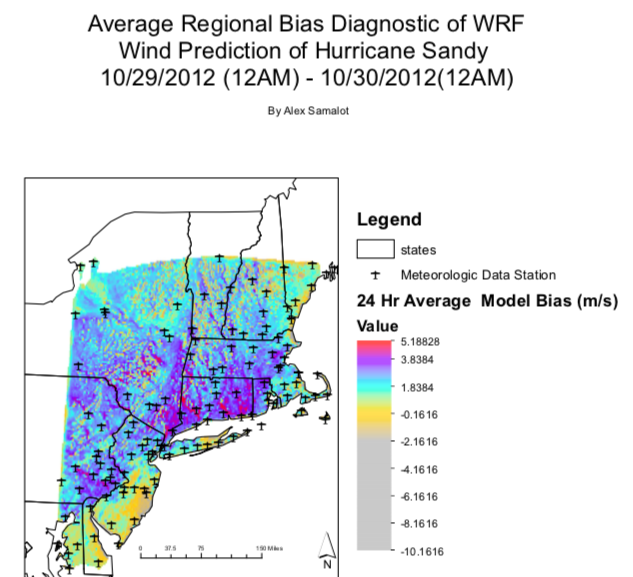 Average Regional Bias Diagnostic of WRF
Wind Prediction of Hurricane Sandy
10/29/2012 (12AM) - 10/30/2012(12AM)
By Alex Samalot
Legend
states
Meteorologic Data Station
24 Hr Average Model Bias (m/s)
Value
5.18828
3.8384
1.8384
-0.1616
-2.1616
-4.1616
-6.1616
-8.1616
-10.1616
0 37.5 75 150 Miles
N